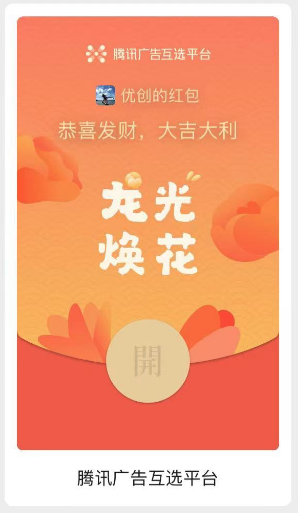 腾讯广告互选平台
优创的红包
恭喜发财，大吉大利
龙光
焕花
開
腾讯广告互选平台